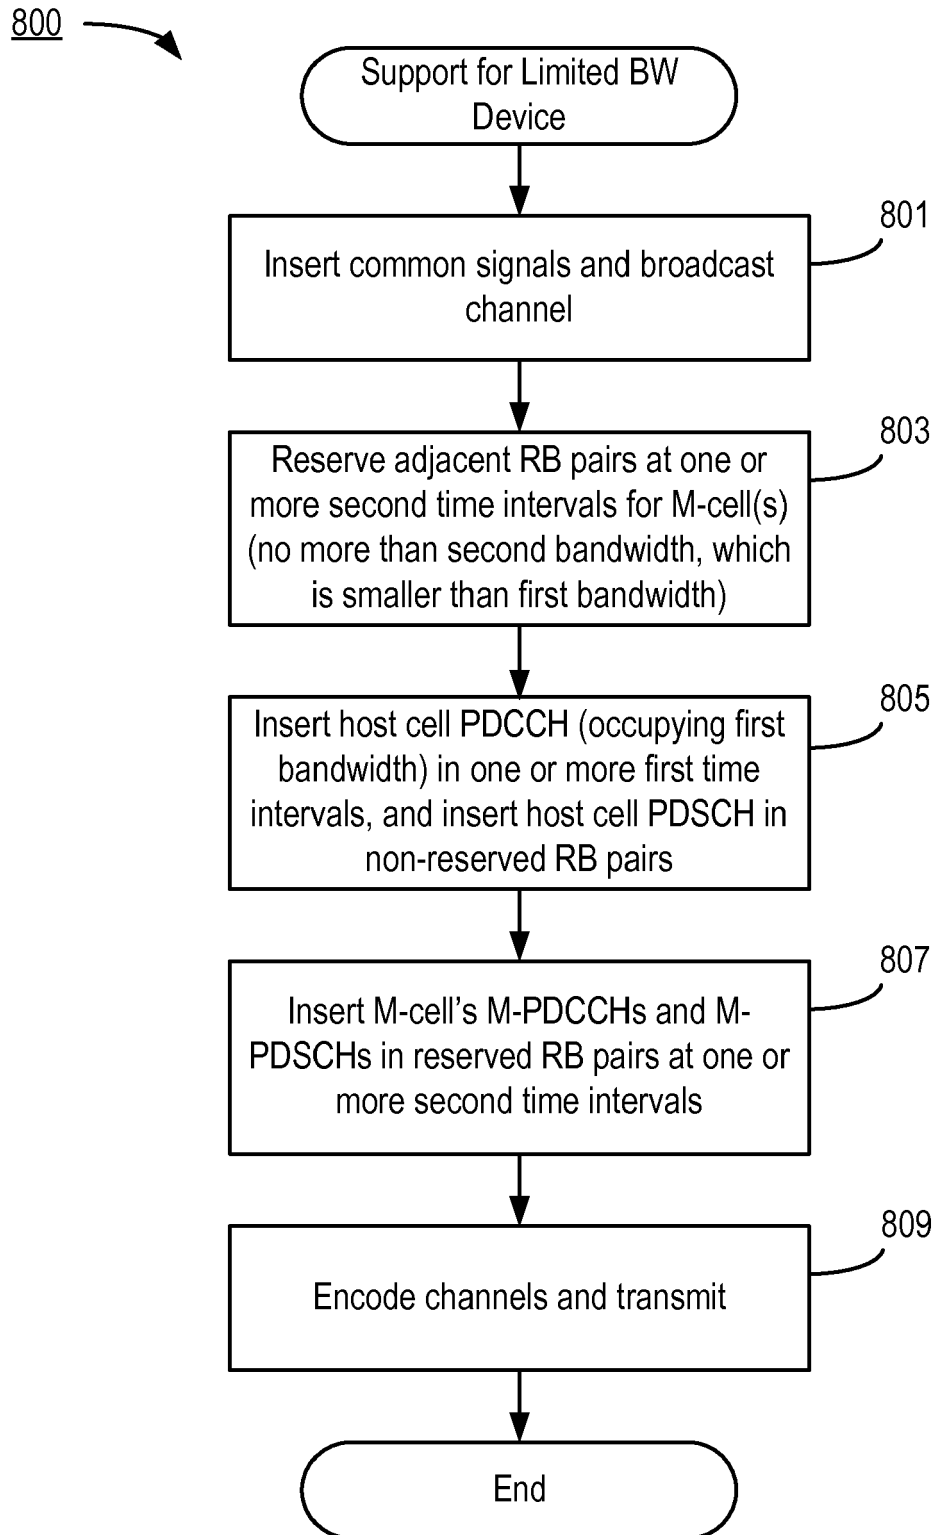 800
Support for Limited BW
Device
801
Insert common signals and broadcast
channel
803
Reserve adjacent RB pairs at one or
more second time intervals for M-cell(s)
(no more than second bandwidth, which
is smaller than first bandwidth)
805
Insert host cell PDCCH (occupying first
bandwidth) in one or more first time
intervals, and insert host cell PDSCH in
non-reserved RB pairs
807
Insert M-cell's M-PDCCHs and M-
PDSCHs in reserved RB pairs at one or
more second time intervals
809
Encode channels and transmit
End